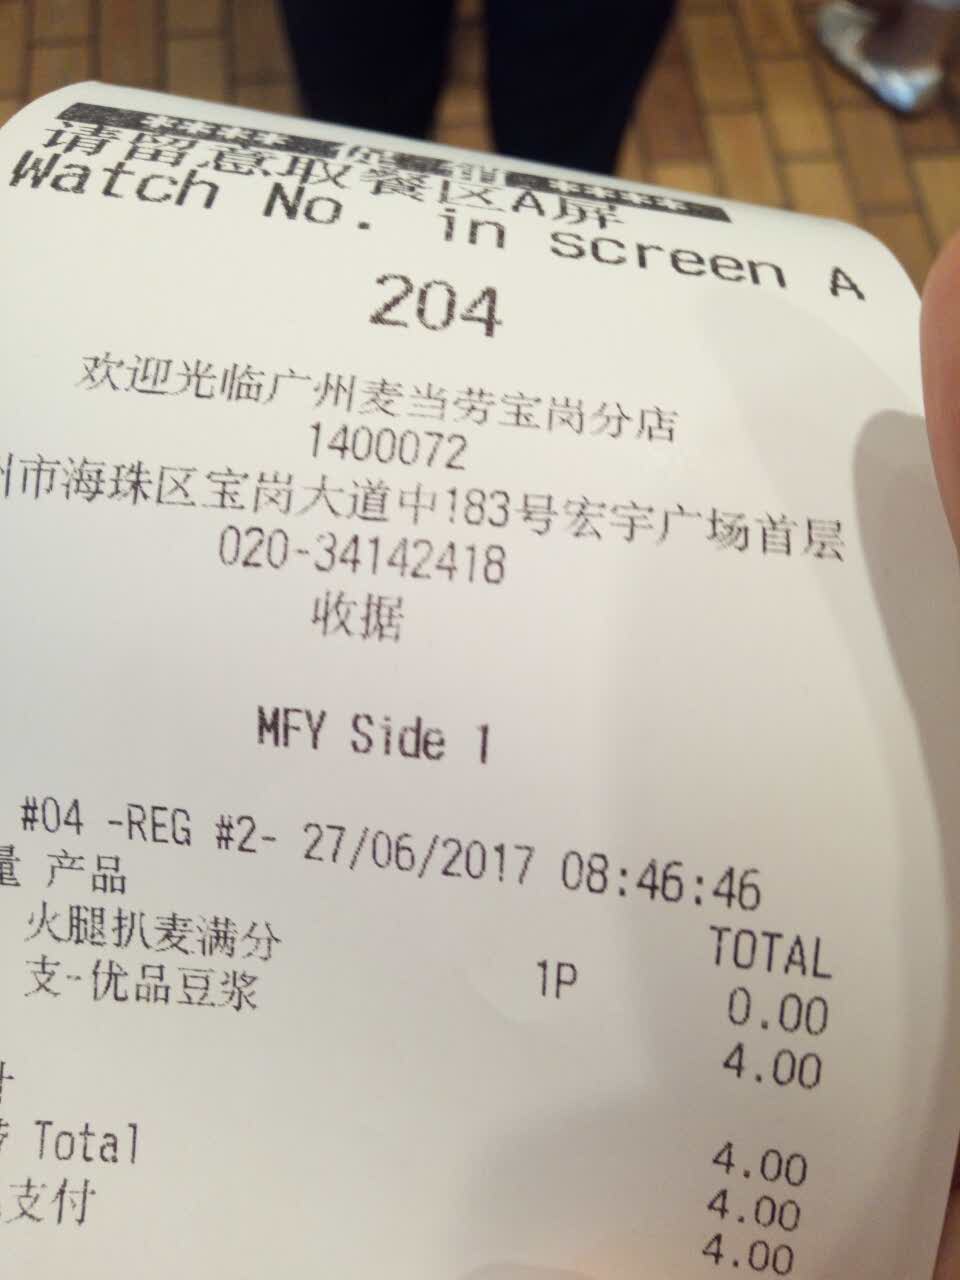 ****    ****
请留意取餐区A屏
Watch No. in screen A
204
欢迎光临广州麦当劳宝岗分店
1400072
州市海珠区宝岗大道中183号宏宇广场首层
020-34142418
收据
MFY Side 1
#04 -REG #2- 27/06/2017 08:46:46
量 产品 TOTAL
火腿扒麦满分 1P 0.00
支-优品豆浆 4.00
计 4.00
Total 4.00
支付 4.00